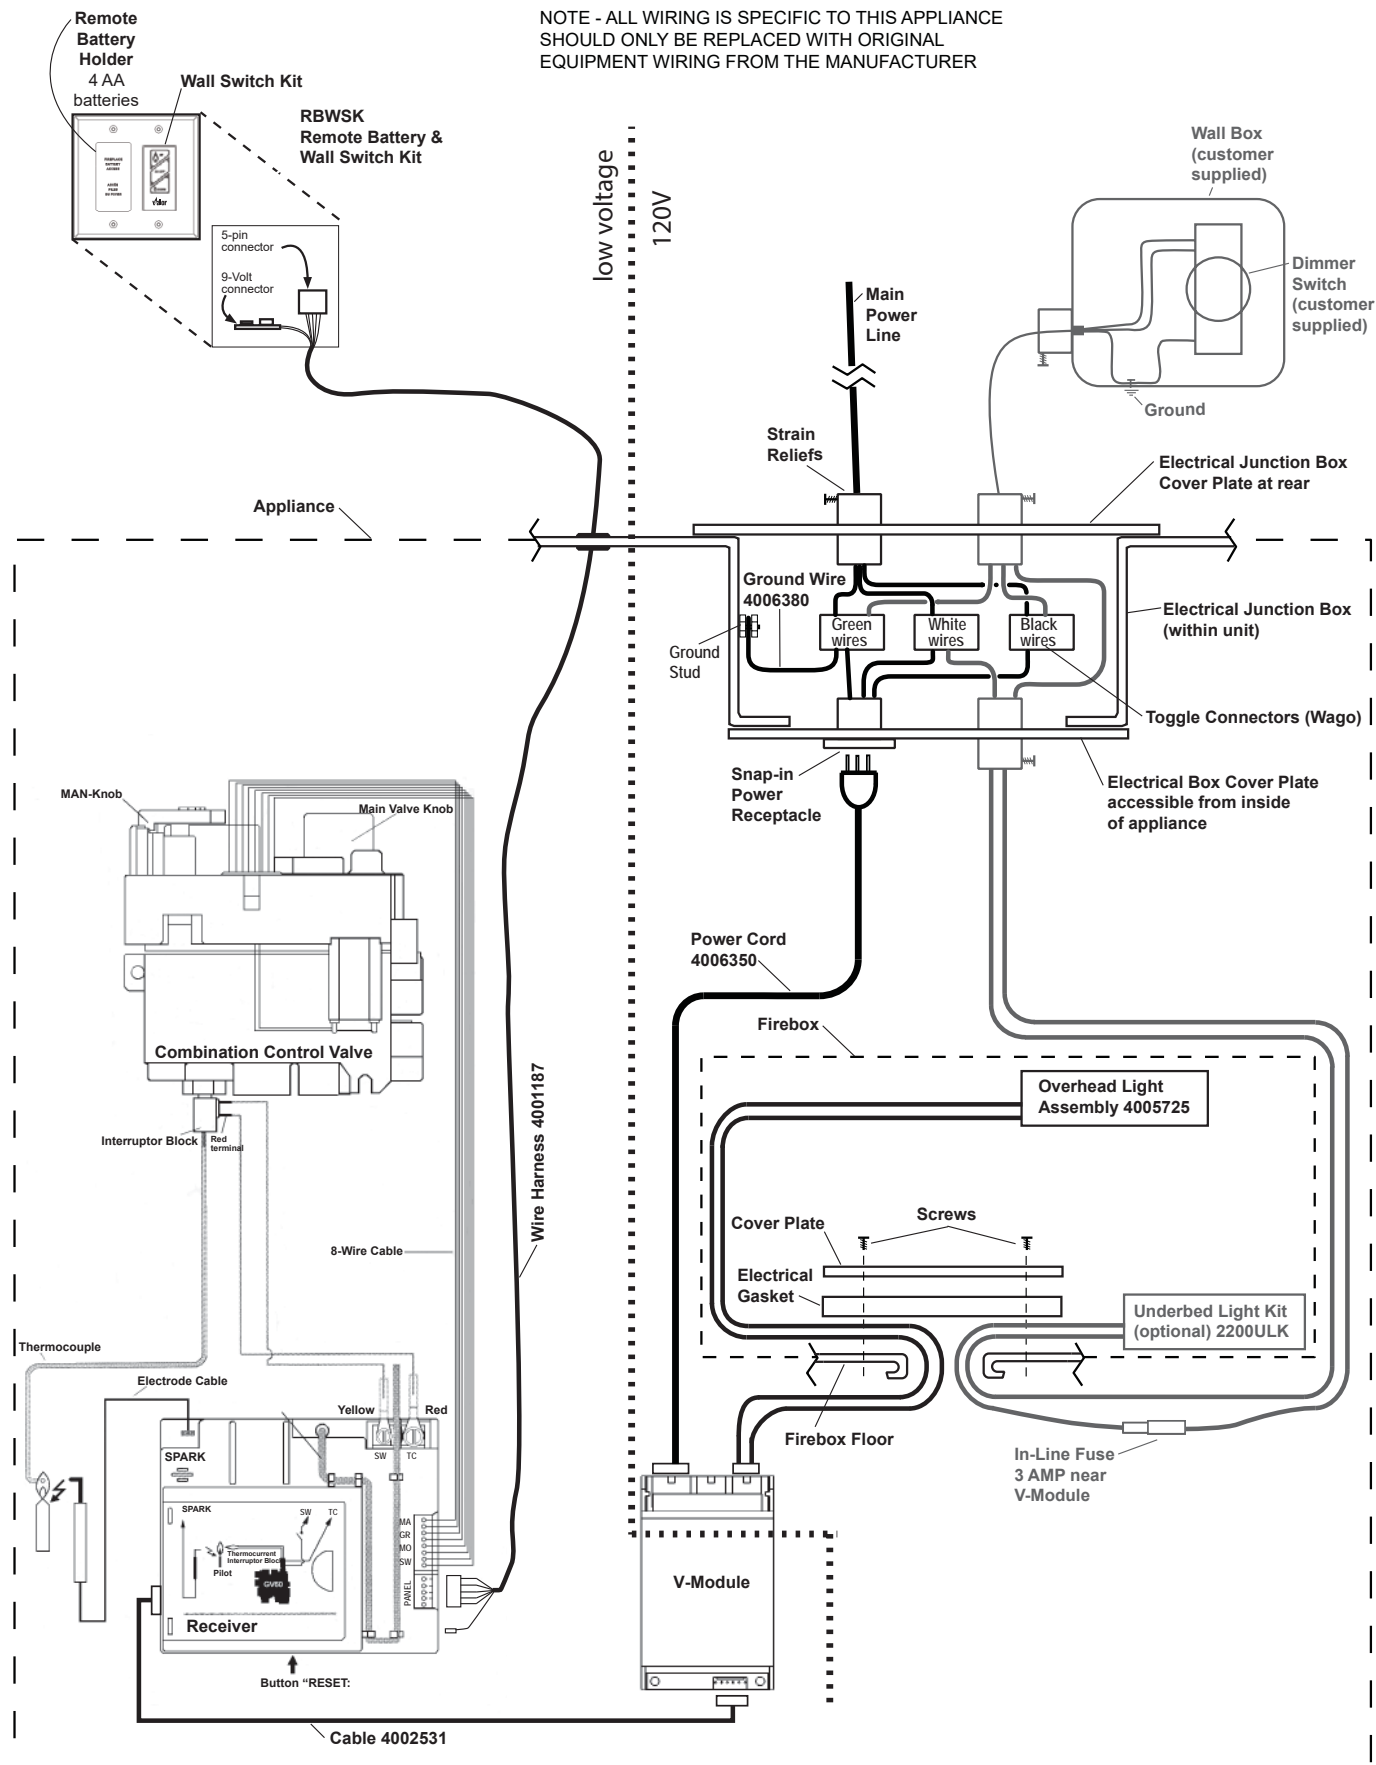 NOTE - ALL WIRING IS SPECIFIC TO THIS APPLIANCE
SHOULD ONLY BE REPLACED WITH ORIGINAL
EQUIPMENT WIRING FROM THE MANUFACTURER
Remote
Battery
Holder
4 AA
batteries
Wall Switch Kit
RBWSK
Remote Battery &
Wall Switch Kit
FIREPLACE
BATTERY
ACCESS
Valor
5-pin
connector
9-Volt
connector
low voltage
120V
Main
Power
Line
Wall Box
(customer
supplied)
Dimmer
Switch
(customer
supplied)
Ground
Strain
Reliefs
Electrical Junction Box
Cover Plate at rear
Appliance
Ground Wire
4006380
Green
wires
White
wires
Black
wires
Ground
Stud
Electrical Junction Box
(within unit)
Toggle Connectors (Wago)
Snap-in
Power
Receptacle
Electrical Box Cover Plate
accessible from inside
of appliance
MAN-Knob
Main Valve Knob
Combination Control Valve
Interruptor Block
Red
terminal
Power Cord
4006350
Firebox
Overhead Light
Assembly 4005725
Wire Harness 4001187
8-Wire Cable
Cover Plate
Screws
Electrical
Gasket
Underbed Light Kit
(optional) 2200ULK
Thermocouple
Electrode Cable
Yellow
Red
SW
TC
SPARK
Firebox Floor
In-Line Fuse
3 AMP near
V-Module
SPARK
SW
TC
Thermocurrent
Interruptor Block
Pilot
GV60
MA
GR
MO
SW
PANEL
Receiver
V-Module
Button “RESET:
Cable 4002531